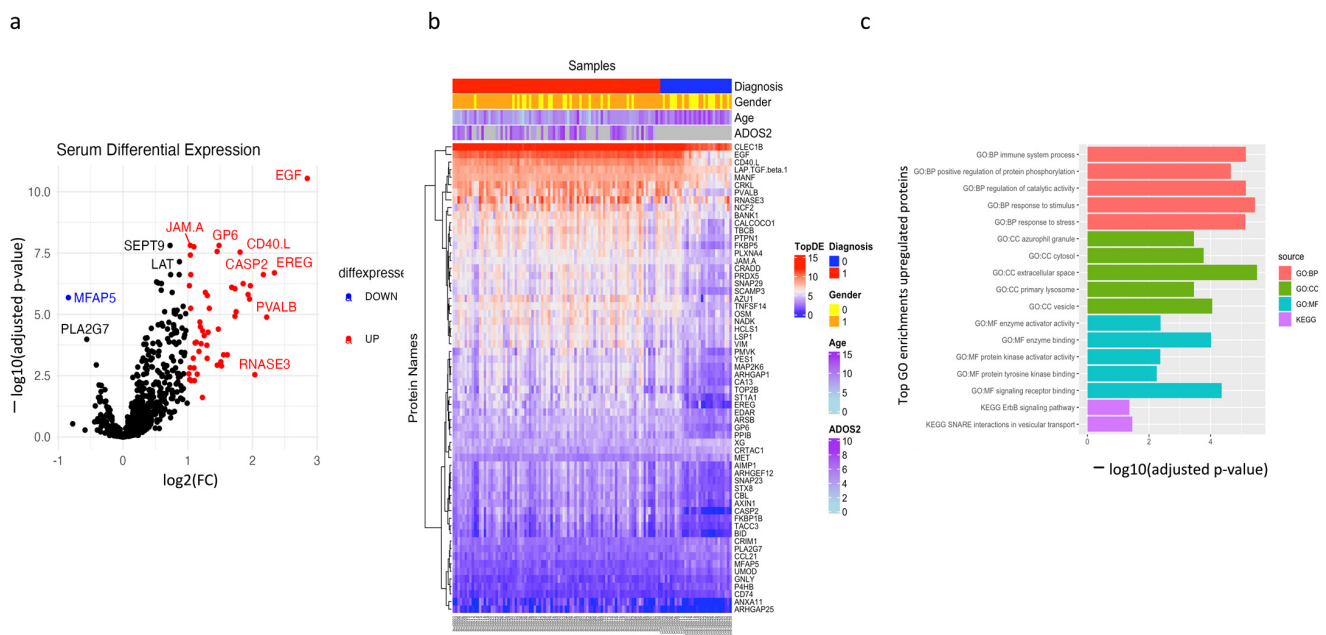 a
Serum Differential Expression
− log10(adjusted p-value)
10.0
7.5
5.0
2.5
0.0
-1
0
1
2
3
log2(FC)
EGF
JAM.A
GP6
SEPT9
CD40.L
LAT
CASP2
EREG
MFAP5
PVALB
PLA2G7
RNASE3
diffexpresse
DOWN
UP
b
Samples
Diagnosis
Gender
Age
ADOS2
Protein Names
CLEC1B
EGF
CD40.L
LAP.TGF.beta.1
MANF
CRKL
PVALB
RNASE3
NCF2
BANK1
CALCOCO1
TBCB
PTPN1
FKBP5
PLXNA4
JAM.A
CRADD
PRDX5
SNAP29
SCAMP3
AZU1
TNFSF14
OSM
NADK
HCLS1
LSP1
VIM
PMVK
YES1
MAP2K6
ARHGAP1
CA13
TOP2B
ST1A1
EREG
EDAR
ARSB
GP6
PPIB
XG
CRTAC1
MET
AIMP1
ARHGEF12
SNAP23
STX8
CBL
AXIN1
CASP2
FKBP1B
TACC3
BID
CRIM1
PLA2G7
CCL21
MFAP5
UMOD
GNLY
P4HB
CD74
ANXA11
ARHGAP25
TopDE
15
10
5
0
Diagnosis
0
1
Gender
0
1
Age
15
10
5
0
ADOS2
10
8
6
4
2
0
c
Top GO enrichments upregulated proteins
GO:BP immune system process
GO:BP positive regulation of protein phosphorylation
GO:BP regulation of catalytic activity
GO:BP response to stimulus
GO:BP response to stress
GO:CC azurophil granule
GO:CC cytosol
GO:CC extracellular space
GO:CC primary lysosome
GO:CC vesicle
GO:MF enzyme activator activity
GO:MF enzyme binding
GO:MF protein kinase activator activity
GO:MF protein tyrosine kinase binding
GO:MF signaling receptor binding
KEGG ErbB signaling pathway
KEGG SNARE interactions in vesicular transport
0
2
4
− log10(adjusted p-value)
source
GO:BP
GO:CC
GO:MF
KEGG